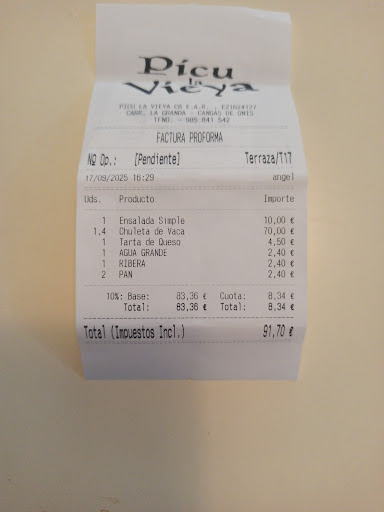 Picu
la
Vieya
PICU LA VIEYA CB E.A.R. , E21624127
CARR. LA GRANDA - CANGAS DE ONIS
TFNO. - 985 841 542
FACTURA PROFORMA
Nº Op.: [Pendiente] Terraza/T17
17/09/2025 16:29 angel
Uds. Producto Importe
1 Ensalada Simple 10,00 €
1,4 Chuleta de Vaca 70,00 €
1 Tarta de Queso 4,50 €
1 AGUA GRANDE 2,40 €
1 RIBERA 2,40 €
2 PAN 2,40 €
10%: Base: 83,36 € Cuota: 8,34 €
Total: 83,36 € Total: 8,34 €
Total (Impuestos Incl.) 91,70 €